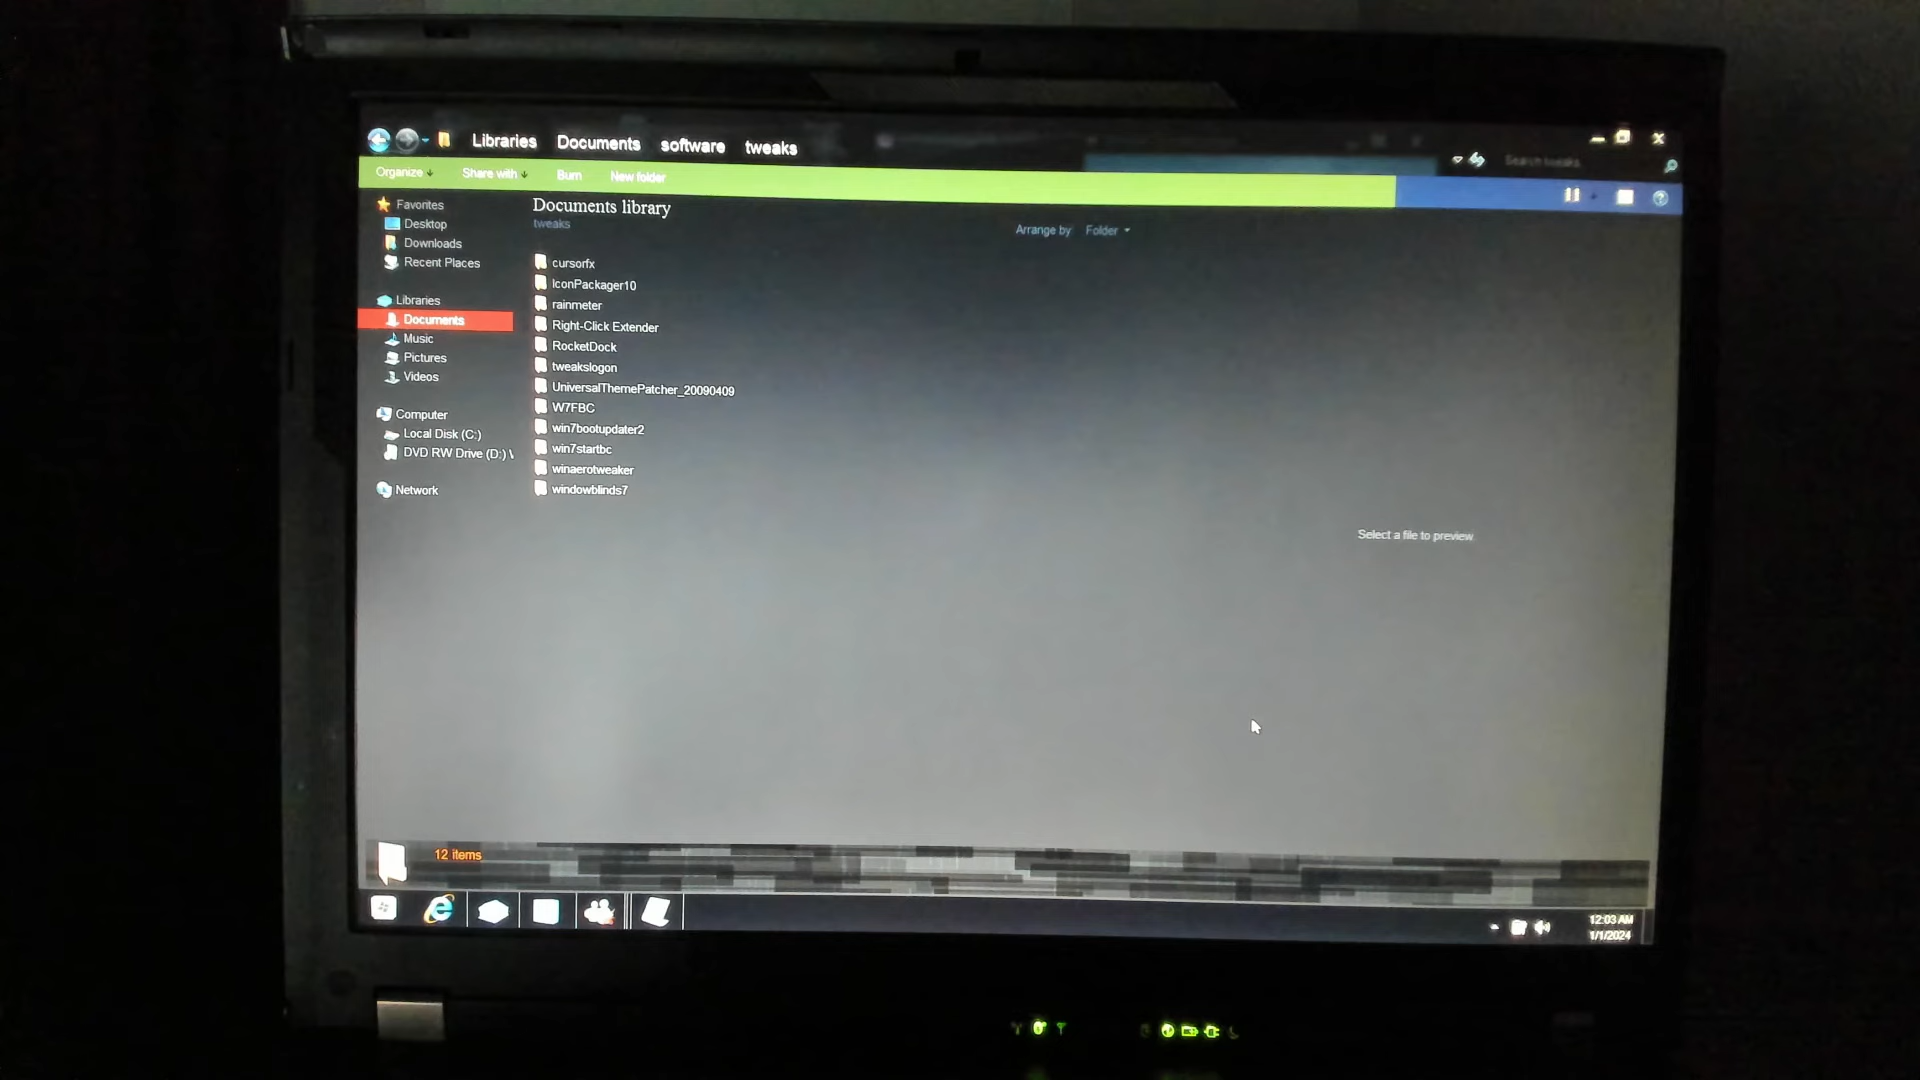 Libraries Documents software tweaks
Search tweaks
Organize Share with Burn New folder
Favorites
Desktop
Downloads
Recent Places
Libraries
Documents
Music
Pictures
Videos
Computer
Local Disk (C:)
DVD RW Drive (D:) \
Network
Documents library
tweaks
Arrange by Folder
cursorfx
IconPackager10
rainmeter
Right-Click Extender
RocketDock
tweakslogon
UniversalThemePatcher_20090409
W7FBC
win7bootupdater2
win7startbc
winaerotweaker
windowblinds7
Select a file to preview.
12 items
12:03 AM
1/1/2024